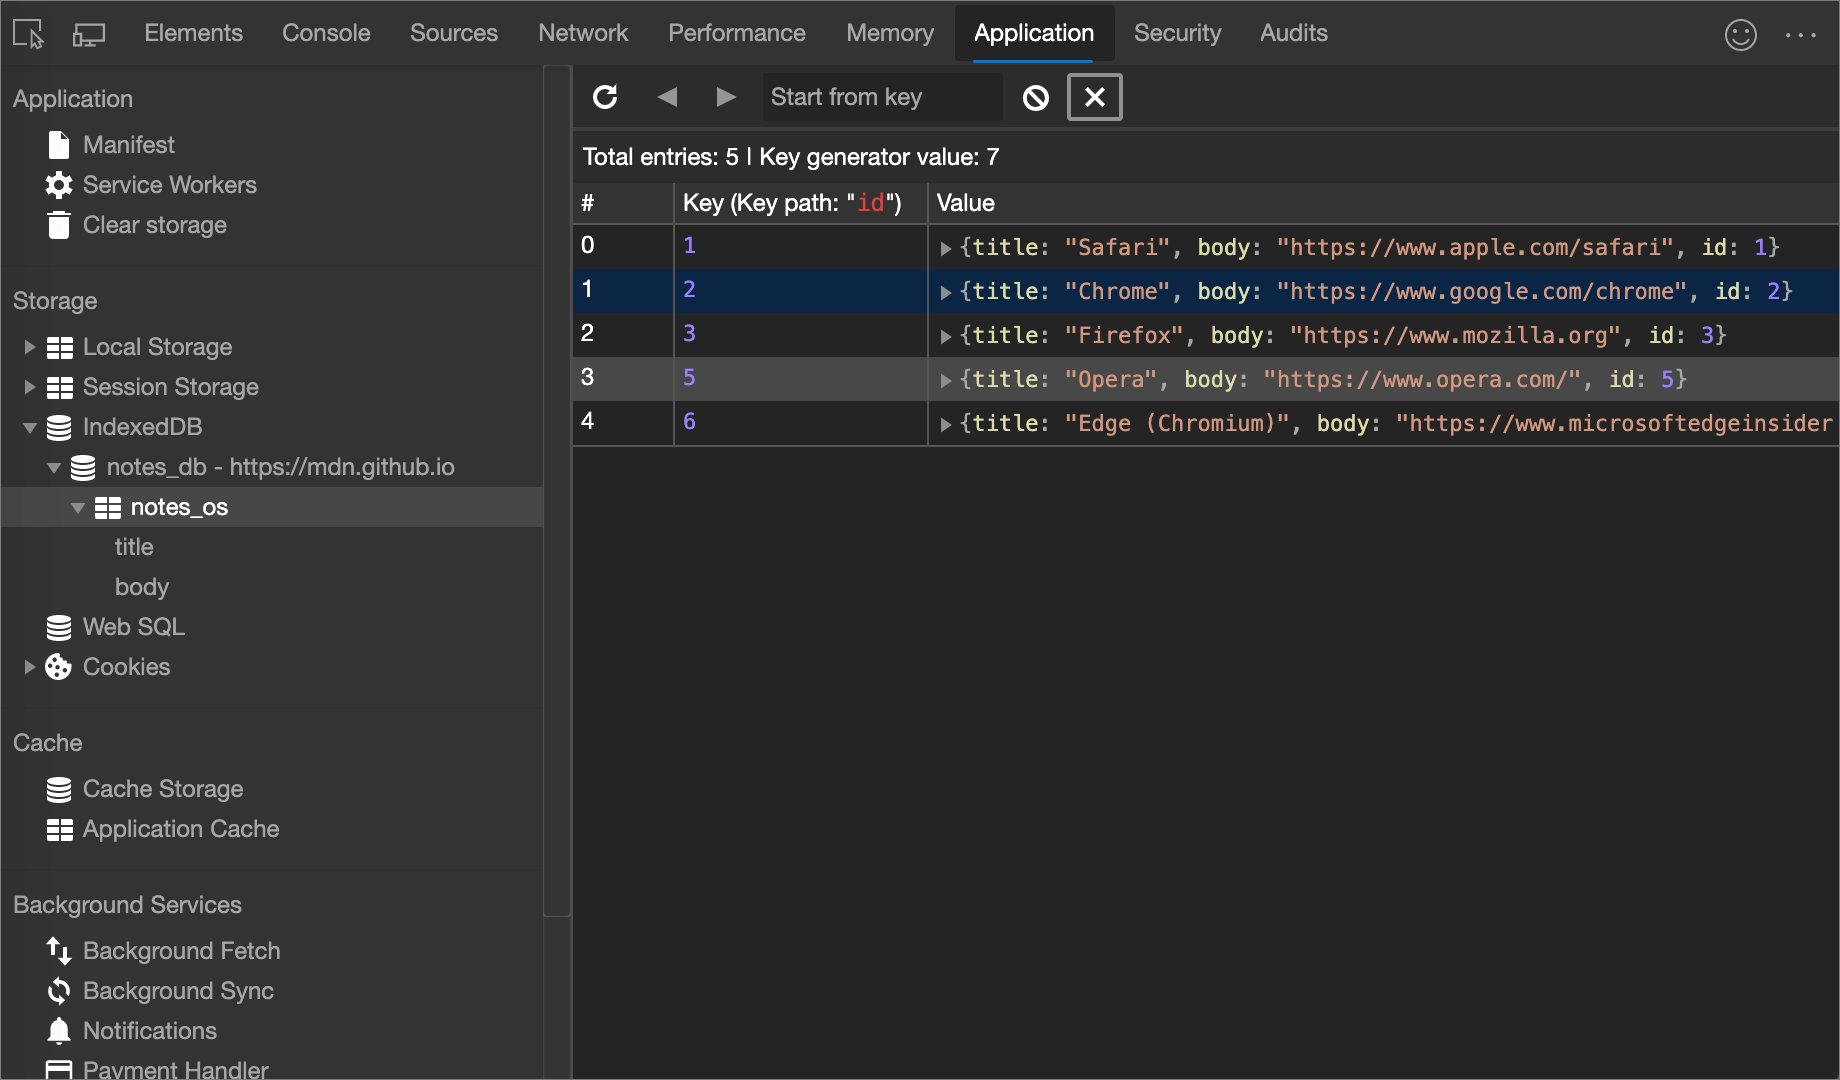 Elements Console Sources Network Performance Memory Application Security Audits
Application
Manifest
Service Workers
Clear storage
Storage
Local Storage
Session Storage
IndexedDB
notes_db - https://mdn.github.io
notes_os
title
body
Web SQL
Cookies
Cache
Cache Storage
Application Cache
Background Services
Background Fetch
Background Sync
Notifications
Payment Handler
Start from key
Total entries: 5 | Key generator value: 7
# Key (Key path: "id") Value
0 1 {title: "Safari", body: "https://www.apple.com/safari", id: 1}
1 2 {title: "Chrome", body: "https://www.google.com/chrome", id: 2}
2 3 {title: "Firefox", body: "https://www.mozilla.org", id: 3}
3 5 {title: "Opera", body: "https://www.opera.com/", id: 5}
4 6 {title: "Edge (Chromium)", body: "https://www.microsoftedgeinsider